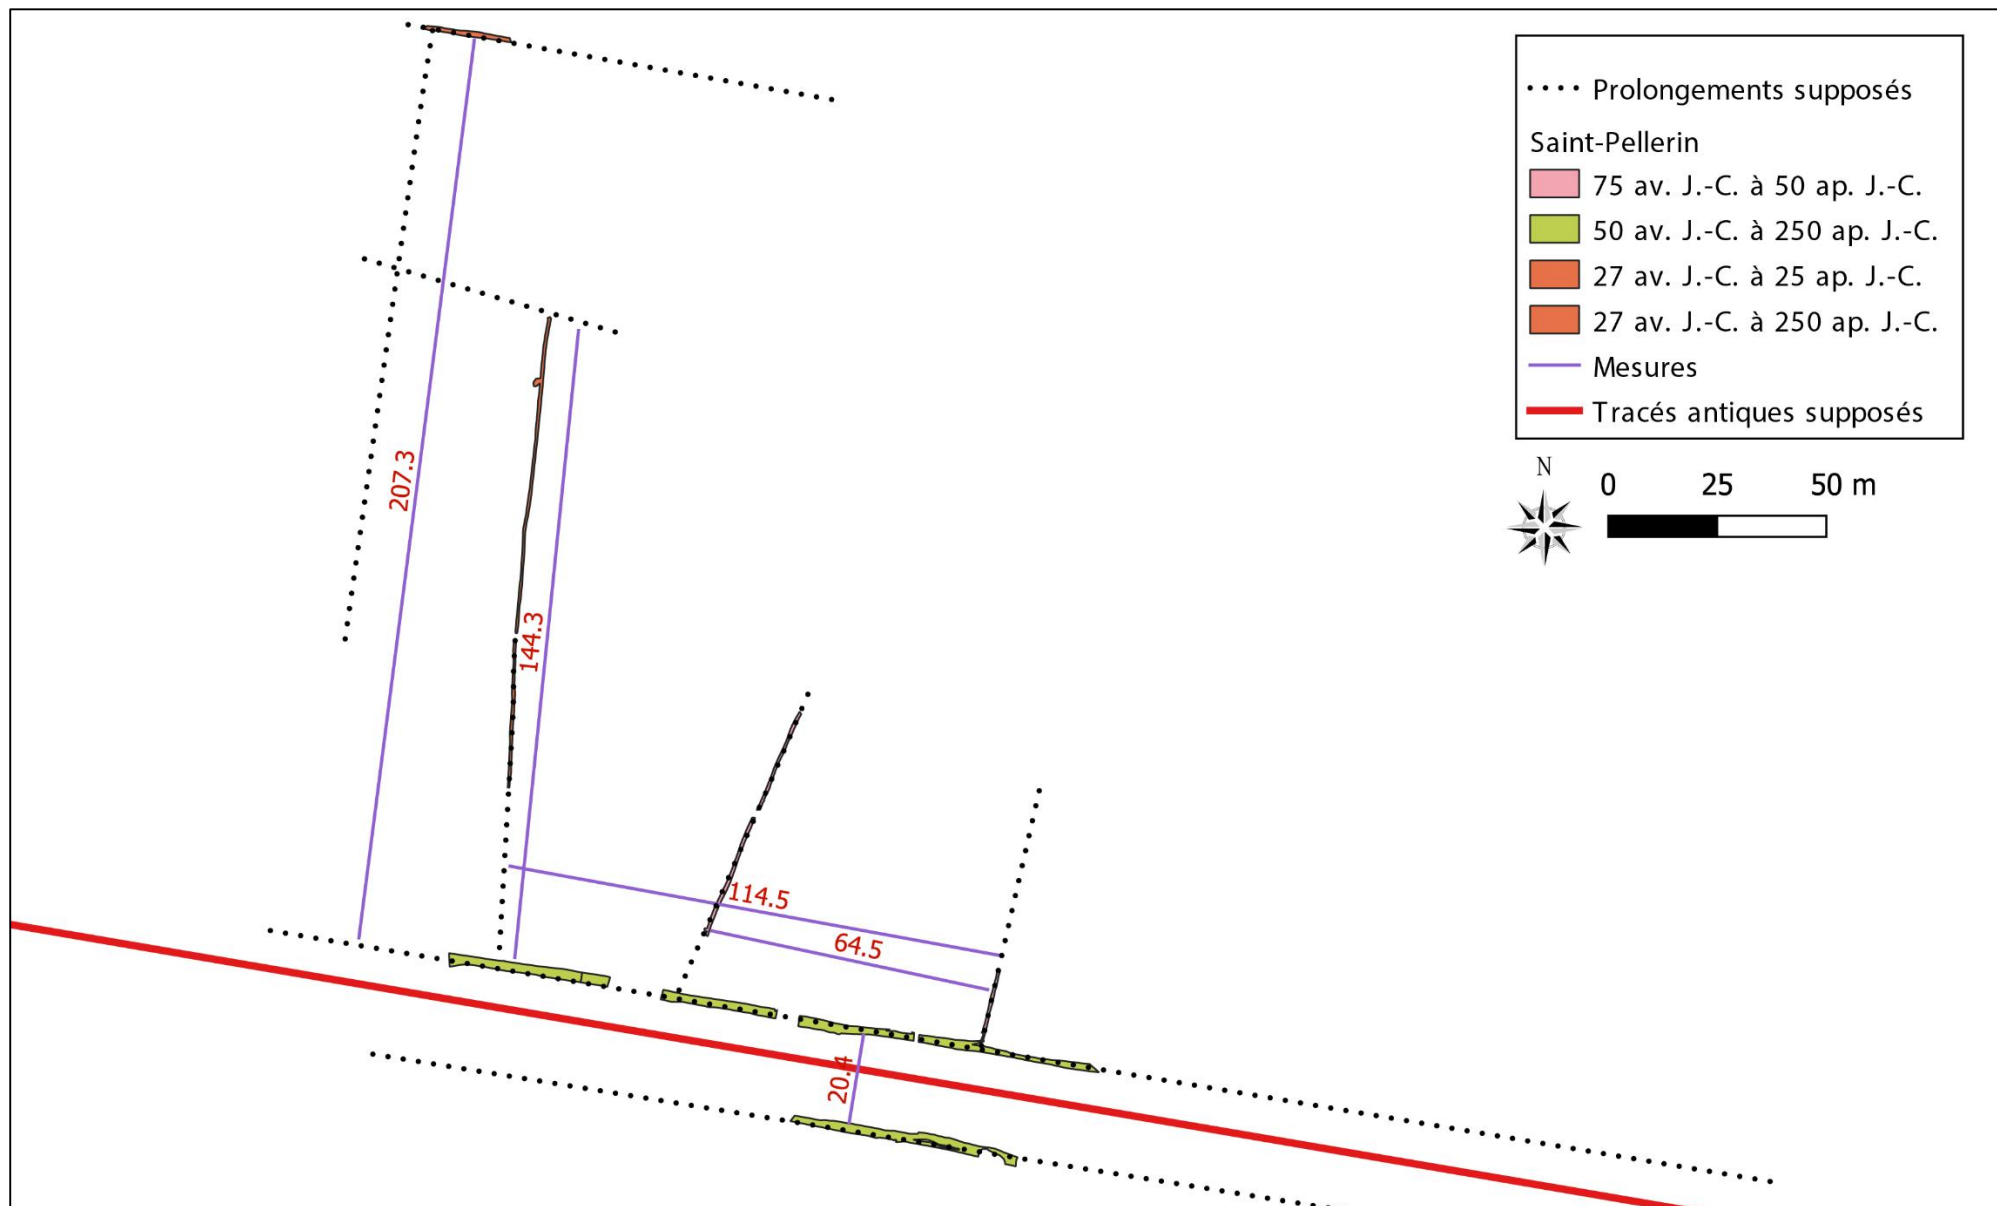 Prolongements supposés
Saint-Pellerin
75 av. J.-C. à 50 ap. J.-C.
50 av. J.-C. à 250 ap. J.-C.
27 av. J.-C. à 25 ap. J.-C.
27 av. J.-C. à 250 ap. J.-C.
Mesures
Tracés antiques supposés
N
0 25 50 m
207.3
144.3
114.5
64.5
20.4